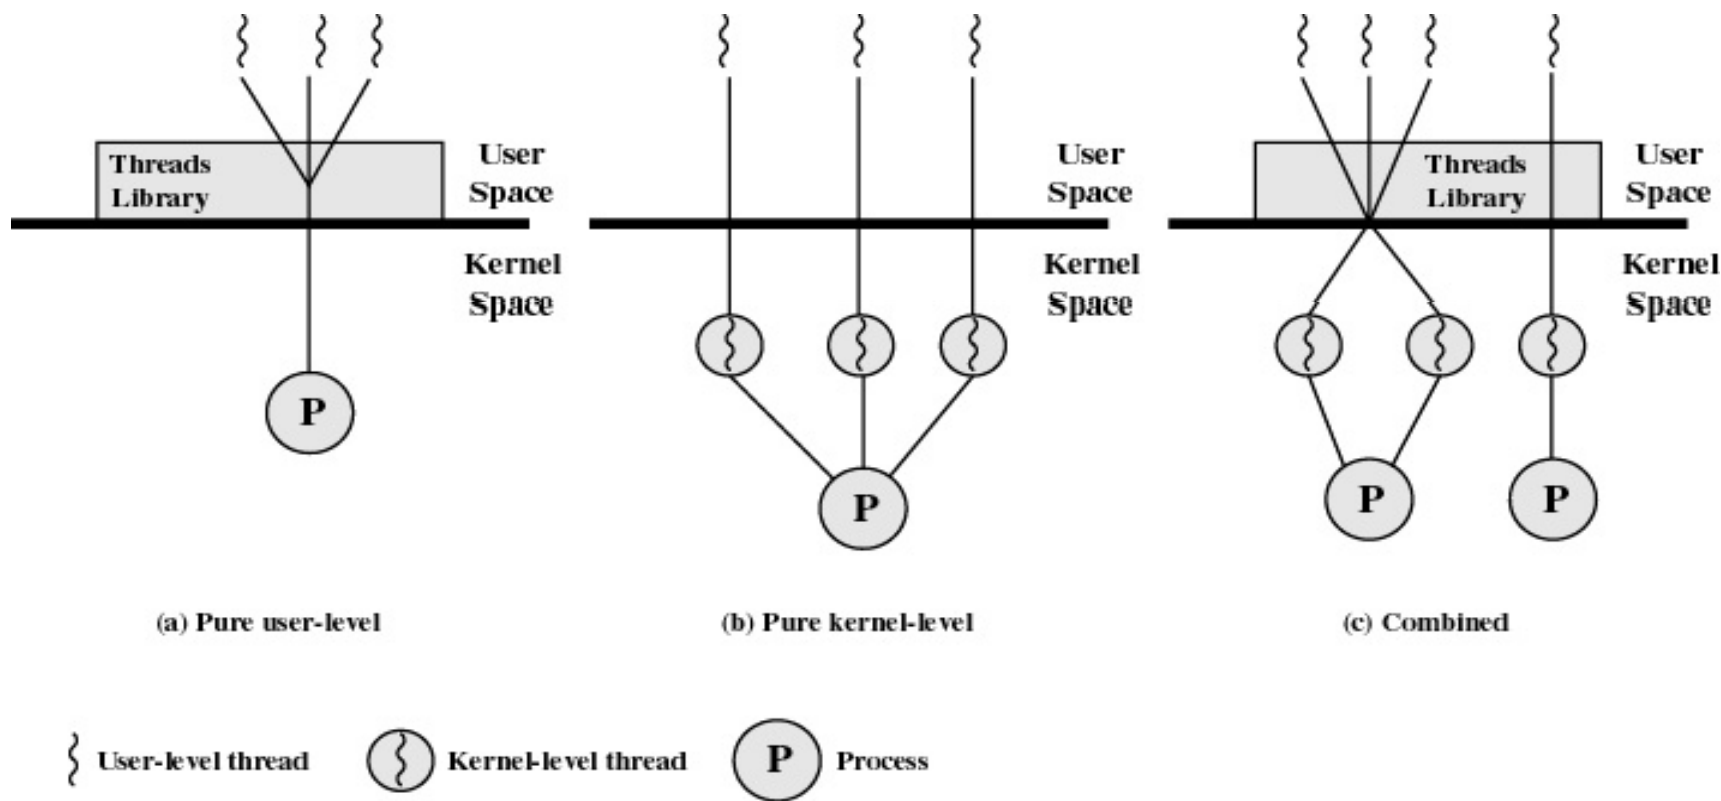 Threads
Library
User
Space
Kernel
Space
P
(a) Pure user-level
User
Space
Kernel
Space
P
(b) Pure kernel-level
Threads
Library
User
Space
Kernel
Space
P
P
(c) Combined
User-level thread
Kernel-level thread
P
Process